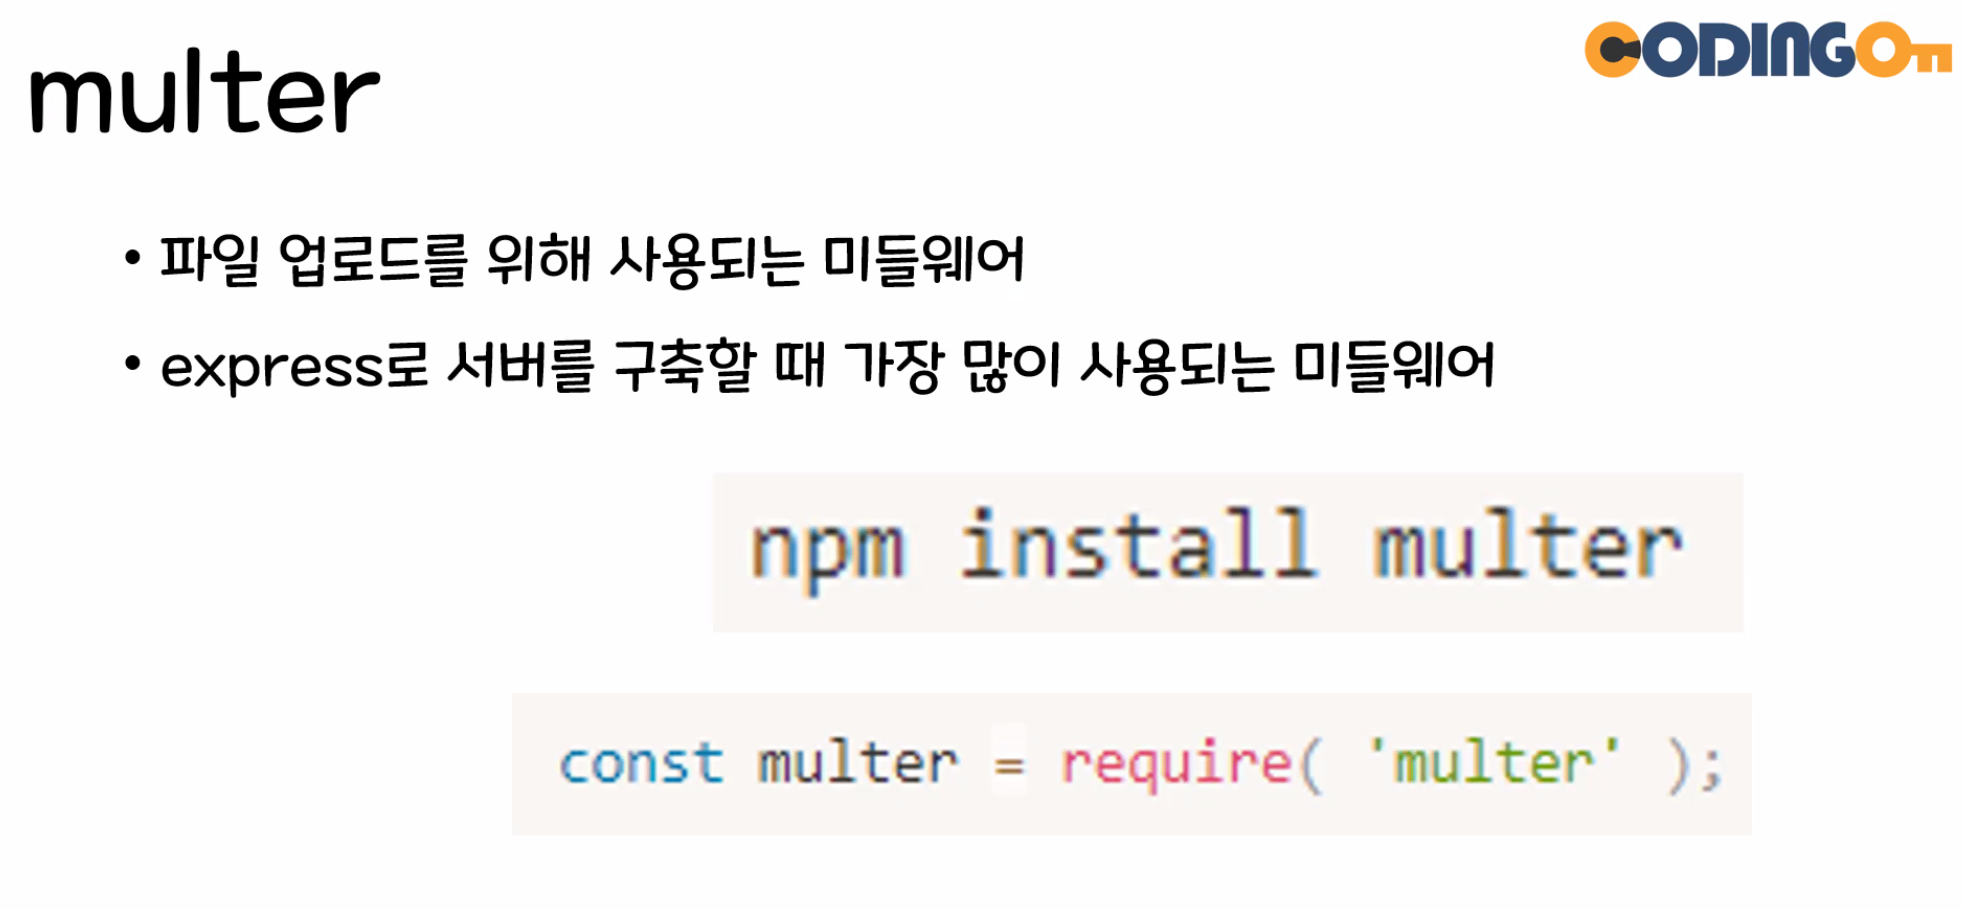 CODINGOn
multer
• 파일 업로드를 위해 사용되는 미들웨어
• express로 서버를 구축할 때 가장 많이 사용되는 미들웨어
npm install multer
const multer = require( 'multer' );